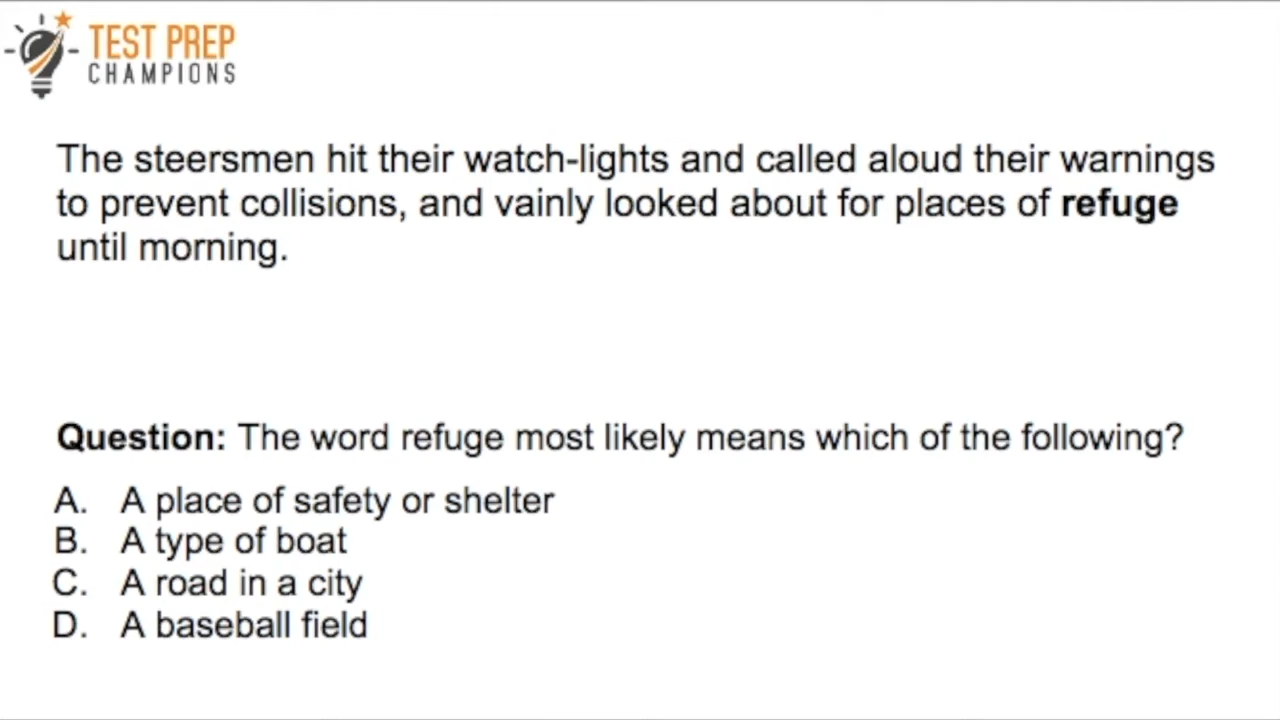 TEST PREP
CHAMPIONS
The steersmen hit their watch-lights and called aloud their warnings
to prevent collisions, and vainly looked about for places of refuge
until morning.
Question: The word refuge most likely means which of the following?
A. A place of safety or shelter
B. A type of boat
C. A road in a city
D. A baseball field